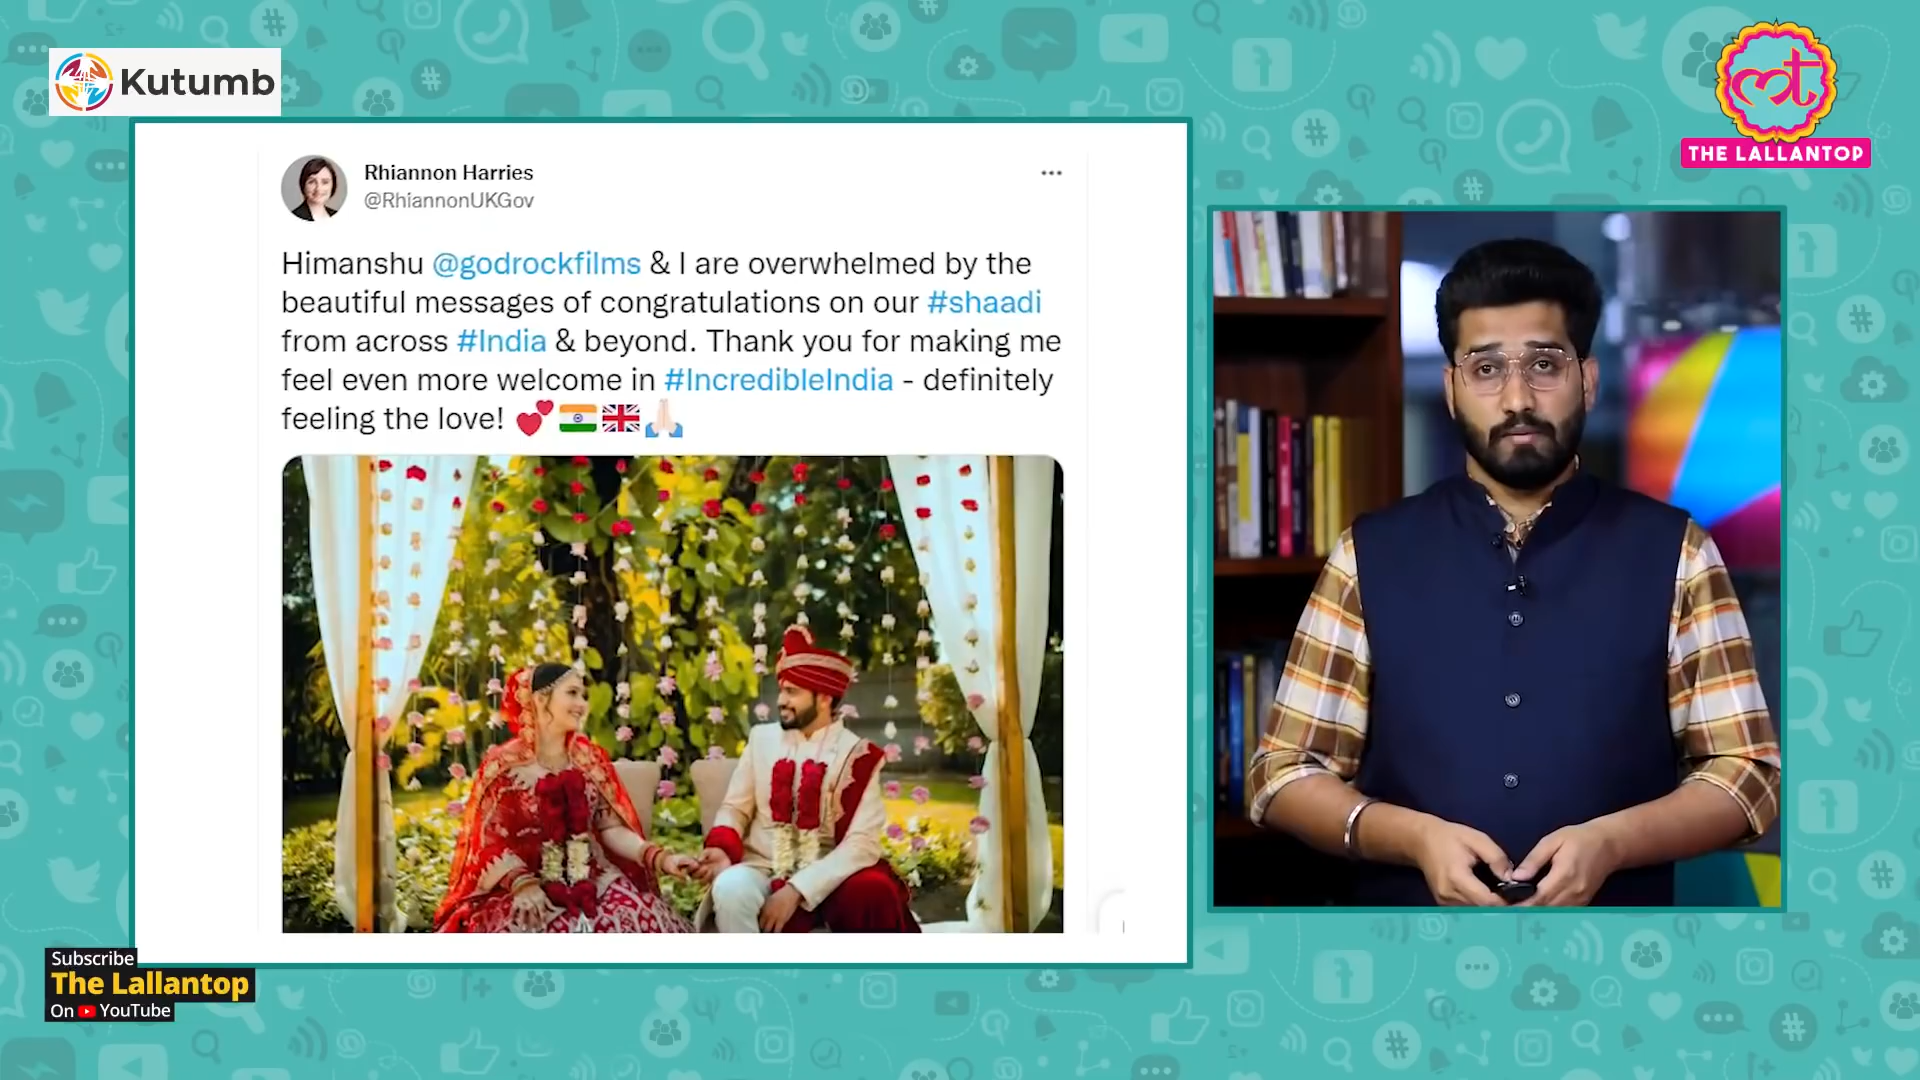 Kutumb
THE LALLANTOP
Rhiannon Harries
@RhiannonUKGov
Himanshu @godrockfilms & I are overwhelmed by the
beautiful messages of congratulations on our #shaadi
from across #India & beyond. Thank you for making me
feel even more welcome in #IncredibleIndia - definitely
feeling the love! 💕🇮🇳🇬🇧🙏🏻
Subscribe
The Lallantop
On YouTube